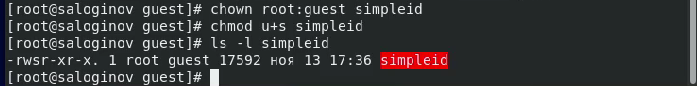 [root@saloginov guest]# chown root:guest simpleid
[root@saloginov guest]# chmod u+s simpleid
[root@saloginov guest]# ls -l simpleid
-rwsr-xr-x. 1 root guest 17592 ноя 13 17:36 simpleid
[root@saloginov guest]#